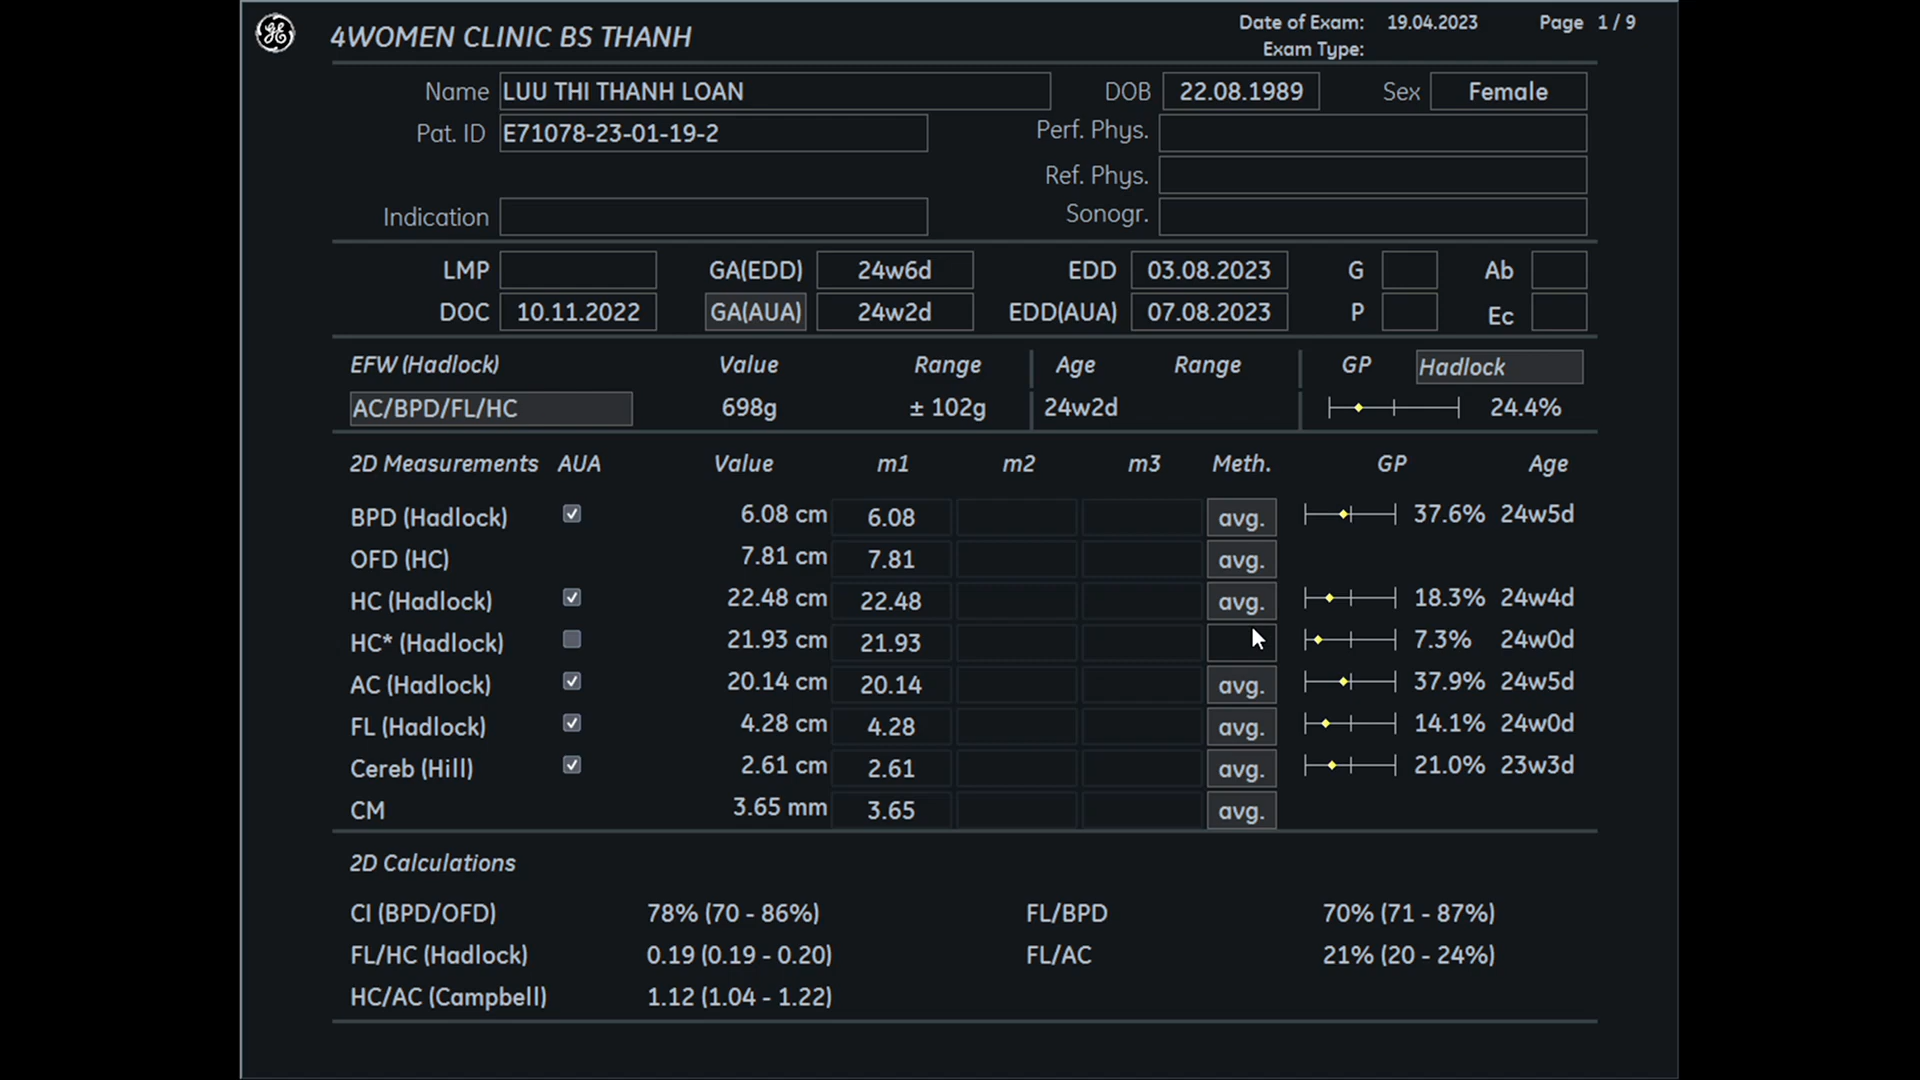 4WOMEN CLINIC BS THANH Date of Exam: 19.04.2023 Page 1 / 9
Exam Type:
Name LUU THI THANH LOAN DOB 22.08.1989 Sex Female
Pat. ID E71078-23-01-19-2 Perf. Phys.
Ref. Phys.
Indication Sonogr.
LMP GA(EDD) 24w6d EDD 03.08.2023 G Ab
DOC 10.11.2022 GA(AUA) 24w2d EDD(AUA) 07.08.2023 P Ec
EFW (Hadlock) Value Range Age Range GP Hadlock
AC/BPD/FL/HC 698g ± 102g 24w2d 24.4%
2D Measurements AUA Value m1 m2 m3 Meth. GP Age
BPD (Hadlock) 6.08 cm 6.08 avg. 37.6% 24w5d
OFD (HC) 7.81 cm 7.81 avg.
HC (Hadlock) 22.48 cm 22.48 avg. 18.3% 24w4d
HC* (Hadlock) 21.93 cm 21.93 7.3% 24w0d
AC (Hadlock) 20.14 cm 20.14 avg. 37.9% 24w5d
FL (Hadlock) 4.28 cm 4.28 avg. 14.1% 24w0d
Cereb (Hill) 2.61 cm 2.61 avg. 21.0% 23w3d
CM 3.65 mm 3.65 avg.
2D Calculations
CI (BPD/OFD) 78% (70 - 86%) FL/BPD 70% (71 - 87%)
FL/HC (Hadlock) 0.19 (0.19 - 0.20) FL/AC 21% (20 - 24%)
HC/AC (Campbell) 1.12 (1.04 - 1.22)